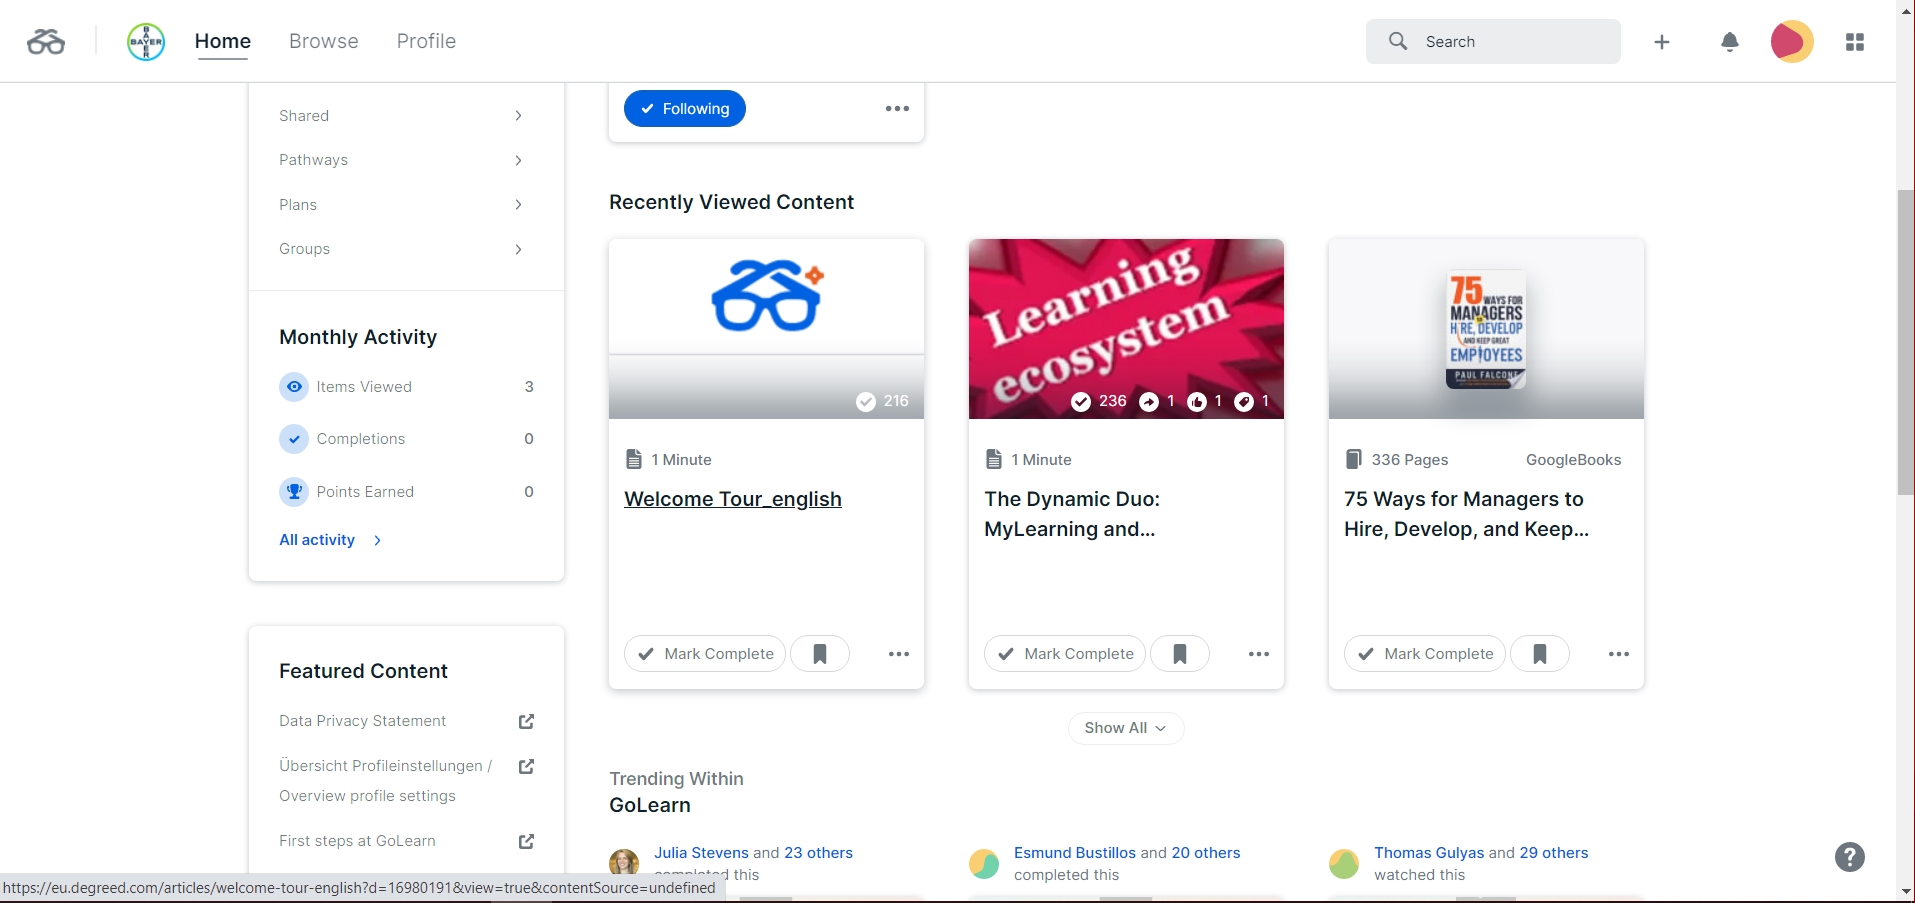 BAYER
BAYER
Home
Browse
Profile
Search
Shared
Pathways
Plans
Groups
Monthly Activity
Items Viewed 3
Completions 0
Points Earned 0
All activity
Featured Content
Data Privacy Statement
Übersicht Profileinstellungen /
Overview profile settings
First steps at GoLearn
Following
Recently Viewed Content
216
1 Minute
Welcome Tour_english
Mark Complete
Learning
ecosystem
236 1 1 1
1 Minute
The Dynamic Duo:
MyLearning and...
Mark Complete
75 WAYS FOR
MANAGERS
TO
HIRE, DEVELOP
AND KEEP GREAT
EMPLOYEES
PAUL FALCONE
336 Pages GoogleBooks
75 Ways for Managers to
Hire, Develop, and Keep...
Mark Complete
Show All
Trending Within
GoLearn
Julia Stevens and 23 others
completed this
Esmund Bustillos and 20 others
completed this
Thomas Gulyas and 29 others
watched this
?
https://eu.degreed.com/articles/welcome-tour-english?d=16980191&view=true&contentSource=undefined